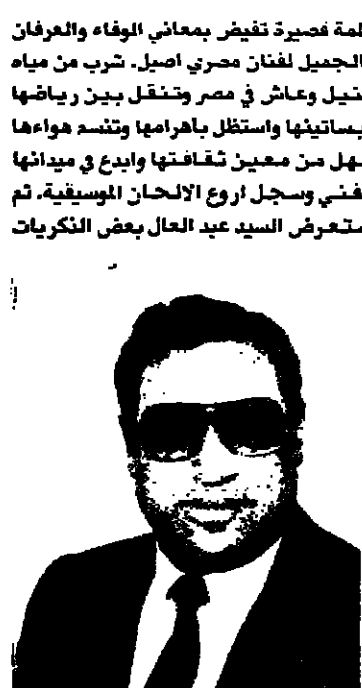 لمة قصيرة تفيض بمعاني الوفاء والعرفان
الجميل لفنان مصري اصيل. شرب من مياه
نيل وعاش في مصر وتنقل بين رياضها
بساتينها واستظل باهرامها وتنسم هواءها
نهل من معين ثقافتها وابدع في ميدانها
لفني وسجل اروع الالحان الموسيقية. ثم
ستعرض السيد عبد العال بعض الذكريات